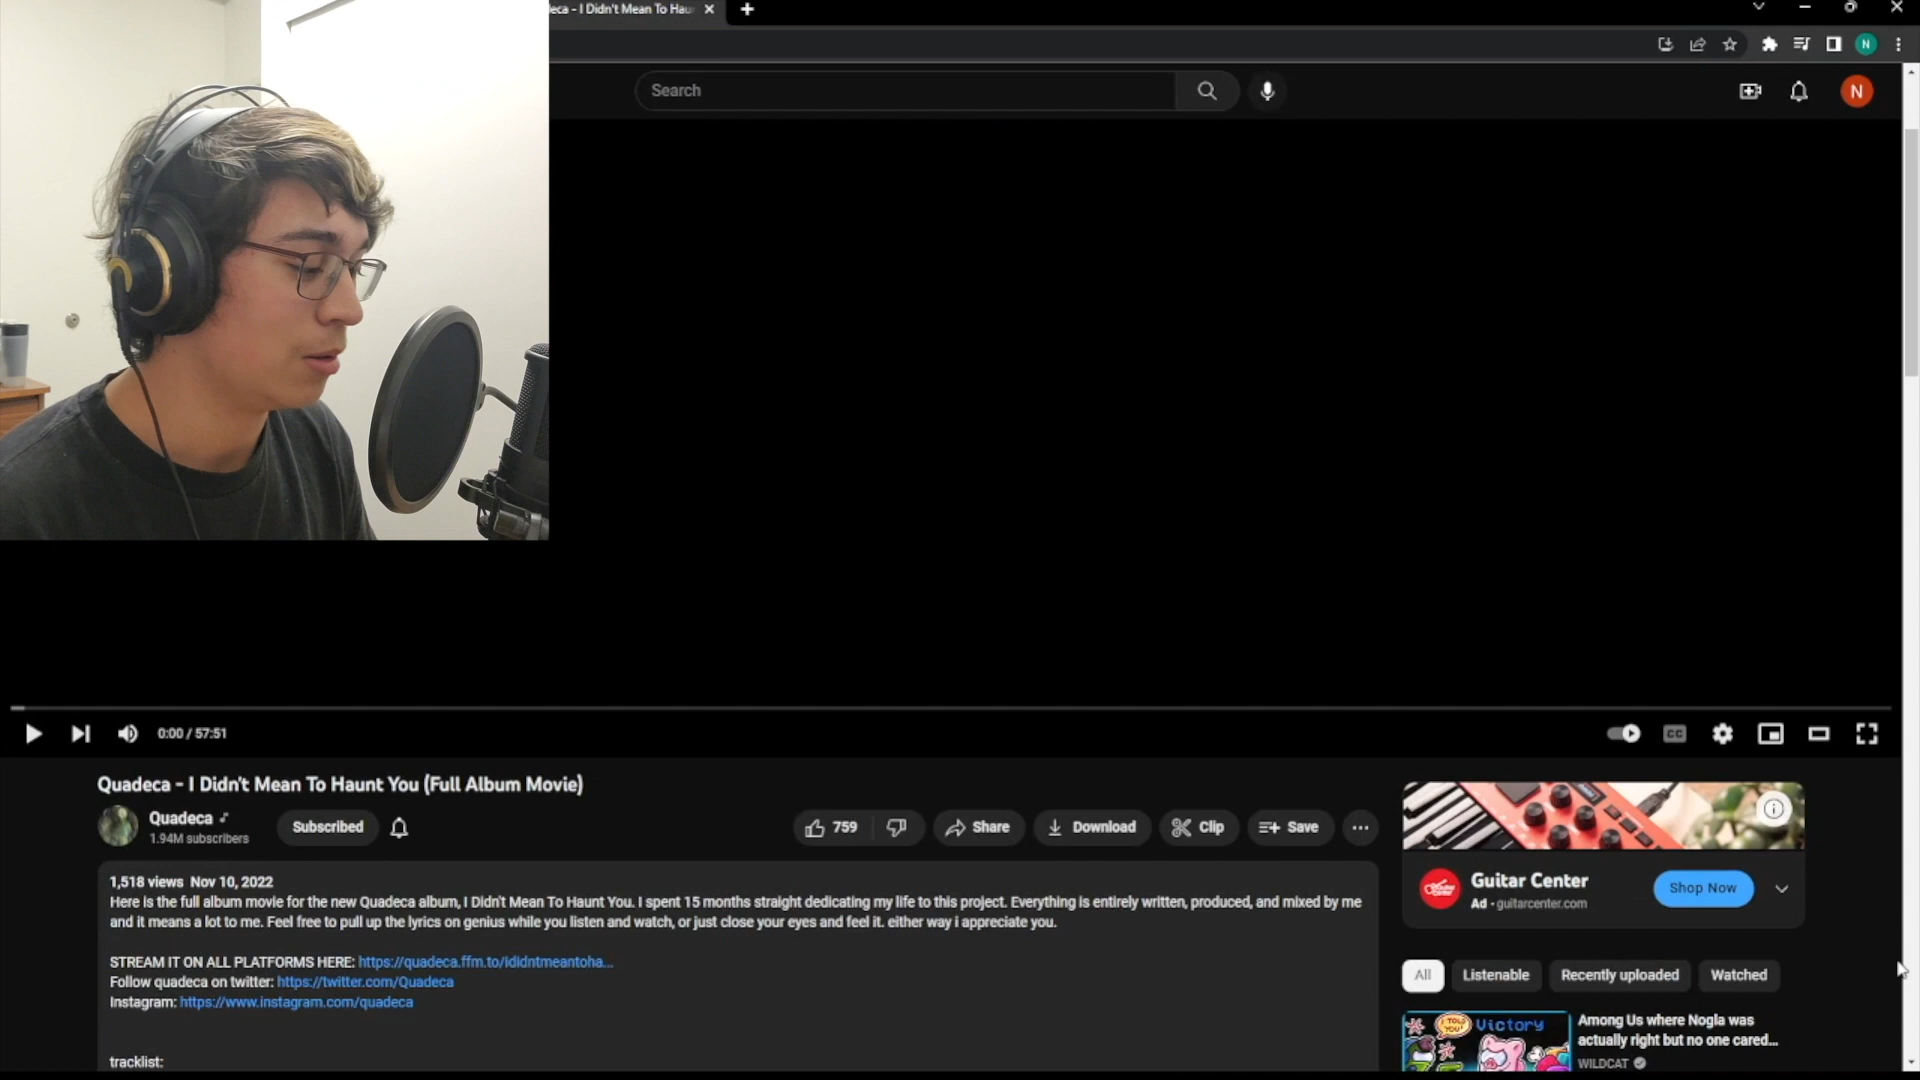 eca - I Didn't Mean To Hau
N
Search
N
0:00 / 57:51
CC
Quadeca - I Didn't Mean To Haunt You (Full Album Movie)
Quadeca
1.94M subscribers
Subscribed
759
Share
Download
Clip
Save
1,518 views Nov 10, 2022
Here is the full album movie for the new Quadeca album, I Didn't Mean To Haunt You. I spent 15 months straight dedicating my life to this project. Everything is entirely written, produced, and mixed by me
and it means a lot to me. Feel free to pull up the lyrics on genius while you listen and watch, or just close your eyes and feel it. either way i appreciate you.
STREAM IT ON ALL PLATFORMS HERE: https://quadeca.ffm.to/ididntmeantoha...
Follow quadeca on twitter: https://twitter.com/Quadeca
Instagram: https://www.instagram.com/quadeca
tracklist:
Guitar Center
Ad · guitarcenter.com
Shop Now
All
Listenable
Recently uploaded
Watched
I TOLD
YOU!
Victory
Among Us where Nogla was
actually right but no one cared...
WILDCAT